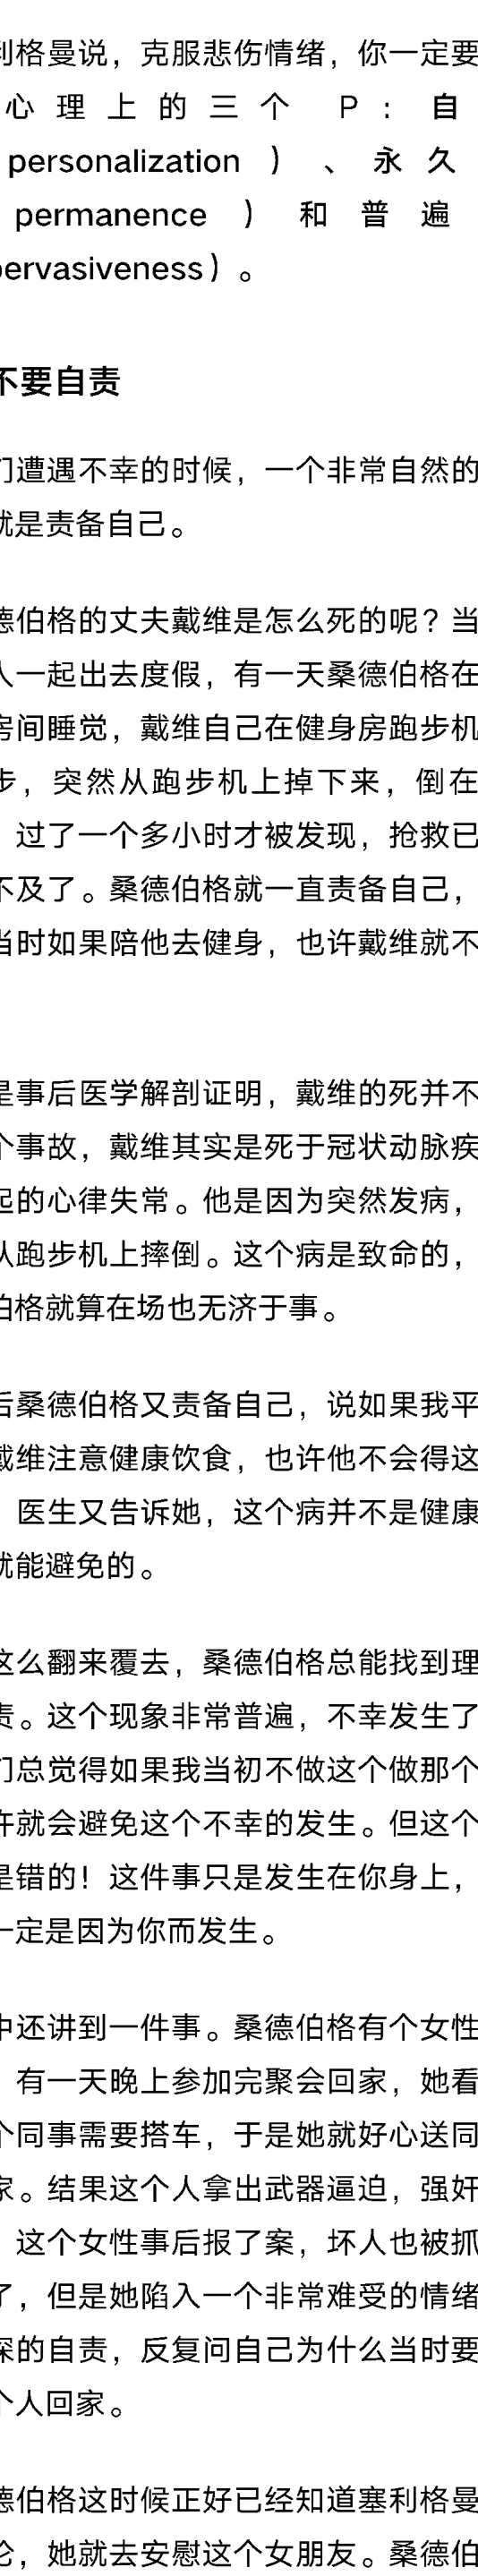 利格曼说，克服悲伤情绪，你一定要
心理上的三个 P：自
personalization）、永久
permanence）和普遍
pervasiveness）。
不要自责
们遭遇不幸的时候，一个非常自然的
就是责备自己。
德伯格的丈夫戴维是怎么死的呢？当
人一起出去度假，有一天桑德伯格在
房间睡觉，戴维自己在健身房跑步机
步，突然从跑步机上掉下来，倒在
过了一个多小时才被发现，抢救已
不及了。桑德伯格就一直责备自己，
当时如果陪他去健身，也许戴维就不
是事后医学解剖证明，戴维的死并不
个事故，戴维其实是死于冠状动脉疾
起的心律失常。他是因为突然发病，
从跑步机上摔倒。这个病是致命的，
伯格就算在场也无济于事。
后桑德伯格又责备自己，说如果我平
戴维注意健康饮食，也许他不会得这
医生又告诉她，这个病并不是健康
就能避免的。
这么翻来覆去，桑德伯格总能找到理
责。这个现象非常普遍，不幸发生了
们总觉得如果我当初不做这个做那个
许就会避免这个不幸的发生。但这个
是错的！这件事只是发生在你身上，
一定是因为你而发生。
中还讲到一件事。桑德伯格有个女性
有一天晚上参加完聚会回家，她看
个同事需要搭车，于是她就好心送同
家。结果这个人拿出武器逼迫，强奸
这个女性事后报了案，坏人也被抓
了，但是她陷入一个非常难受的情绪
深的自责，反复问自己为什么当时要
个人回家。
德伯格这时候正好已经知道塞利格曼
论，她就去安慰这个女朋友。桑德伯